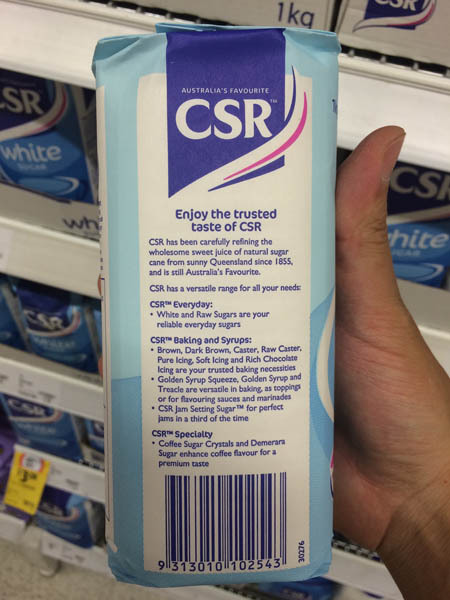 1kg
AUSTRALIA'S FAVOURITE
CSR™
Enjoy the trusted
taste of CSR
CSR has been carefully refining the
wholesome sweet juice of natural sugar
cane from sunny Queensland since 1855,
and is still Australia's Favourite.
CSR has a versatile range for all your needs:
CSR™ Everyday:
• White and Raw Sugars are your
reliable everyday sugars
CSR™ Baking and Syrups:
• Brown, Dark Brown, Caster, Raw Caster,
Pure Icing, Soft Icing and Rich Chocolate
Icing are your trusted baking necessities
• Golden Syrup Squeeze, Golden Syrup and
Treacle are versatile in baking, as toppings
or for flavouring sauces and marinades
• CSR Jam Setting Sugar™ for perfect
jams in a third of the time
CSR™ Specialty
• Coffee Sugar Crystals and Demerara
Sugar enhance coffee flavour for a
premium taste
9 313010 102543
30276
CSR
white
SUGAR
wh
CSR
CSR
CSR
hite